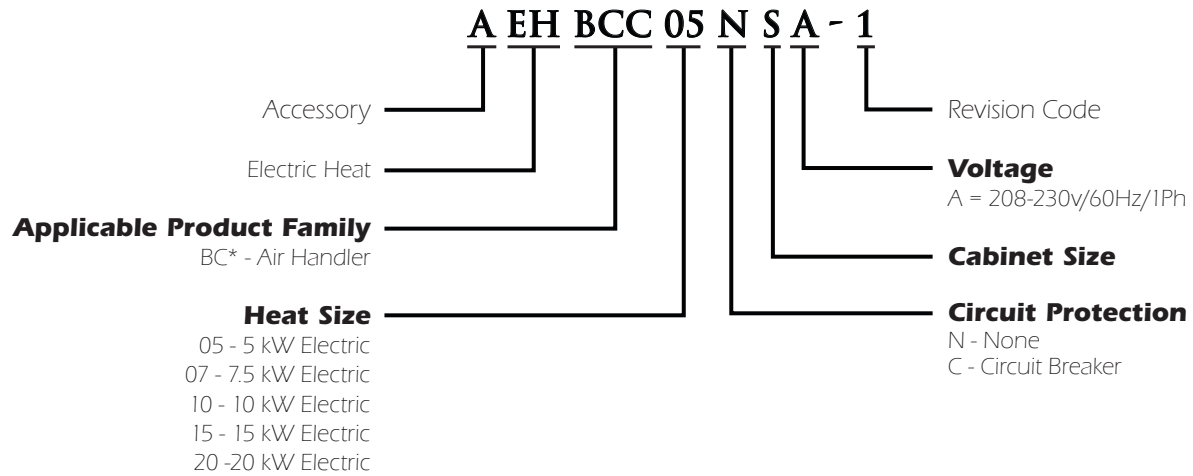 A EH BCC 05 N S A - 1
Accessory
Electric Heat
Applicable Product Family
BC* - Air Handler
Heat Size
05 - 5 kW Electric
07 - 7.5 kW Electric
10 - 10 kW Electric
15 - 15 kW Electric
20 -20 kW Electric
Revision Code
Voltage
A = 208-230v/60Hz/1Ph
Cabinet Size
Circuit Protection
N - None
C - Circuit Breaker